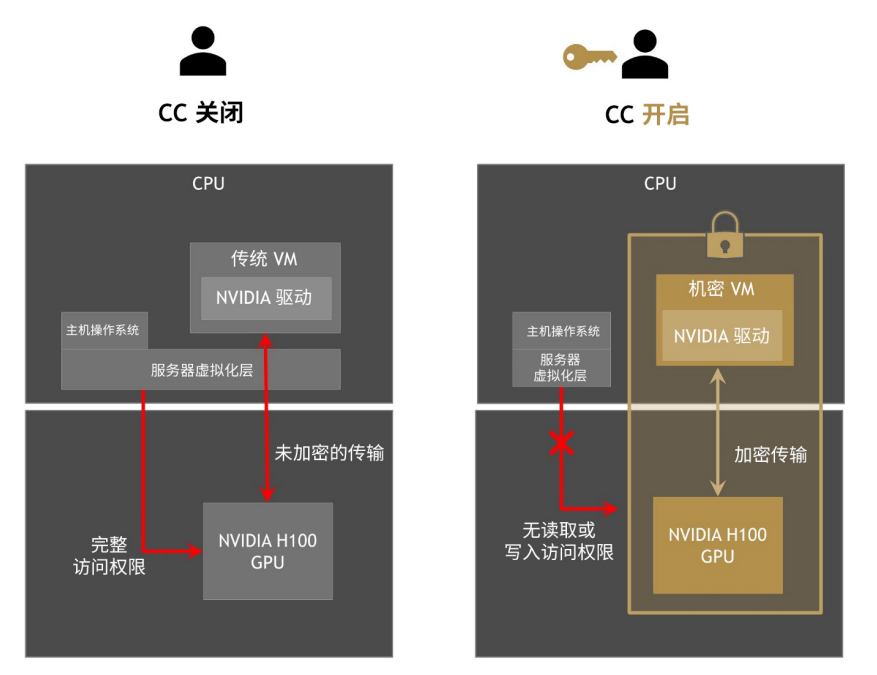 CC 关闭
CPU
传统 VM
NVIDIA 驱动
主机操作系统
服务器虚拟化层
未加密的传输
完整
访问权限
NVIDIA H100
GPU
CC 开启
CPU
机密 VM
NVIDIA 驱动
主机操作系统
服务器
虚拟化层
加密传输
无读取或
写入访问权限
NVIDIA H100
GPU